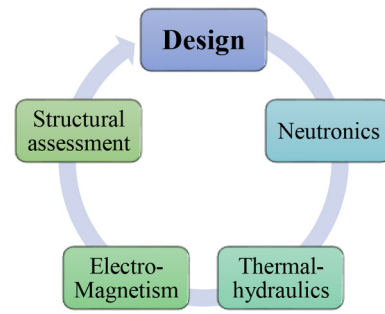 Design
Neutronics
Thermal-
hydraulics
Electro-
Magnetism
Structural
assessment